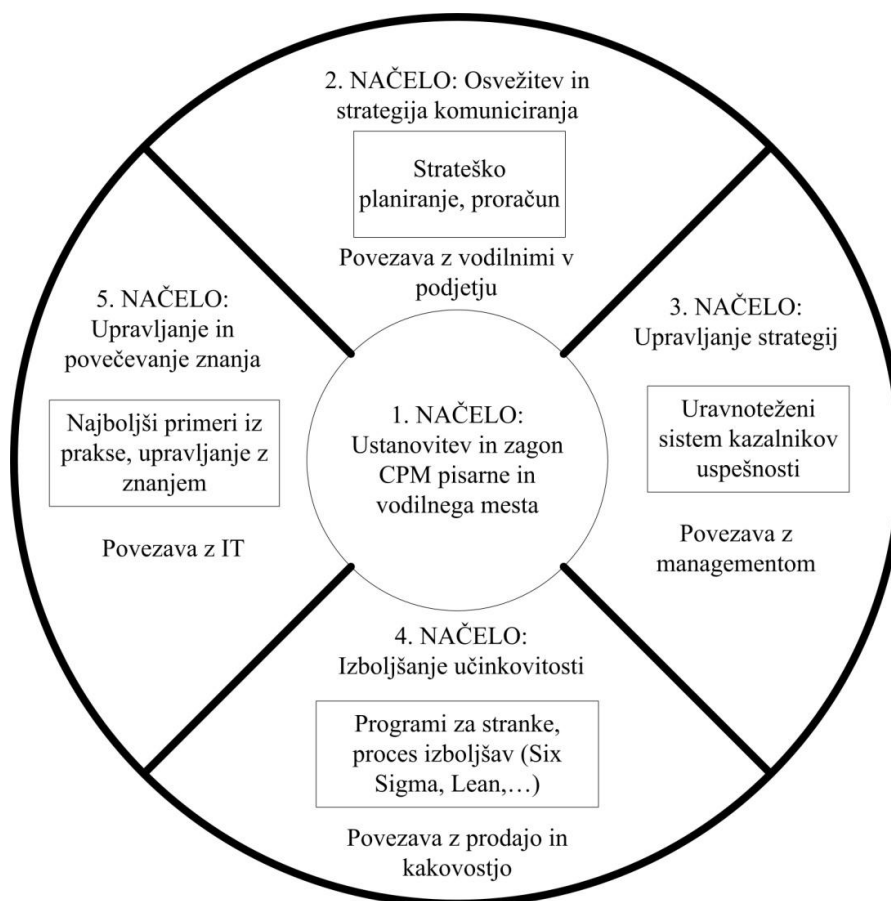 2. NAČELO: Osvežitev in
strategija komuniciranja
Strateško
planiranje, proračun
Povezava z vodilnimi v
podjetju
5. NAČELO:
Upravljanje in
povečevanje znanja
Najboljši primeri iz
prakse, upravljanje z
znanjem
Povezava z IT
1. NAČELO:
Ustanovitev in zagon
CPM pisarne in
vodilnega mesta
3. NAČELO:
Upravljanje strategij
Uravnoteženi
sistem kazalnikov
uspešnosti
Povezava z
managementom
4. NAČELO:
Izboljšanje učinkovitosti
Programi za stranke,
proces izboljšav (Six
Sigma, Lean,…)
Povezava z prodajo in
kakovostjo